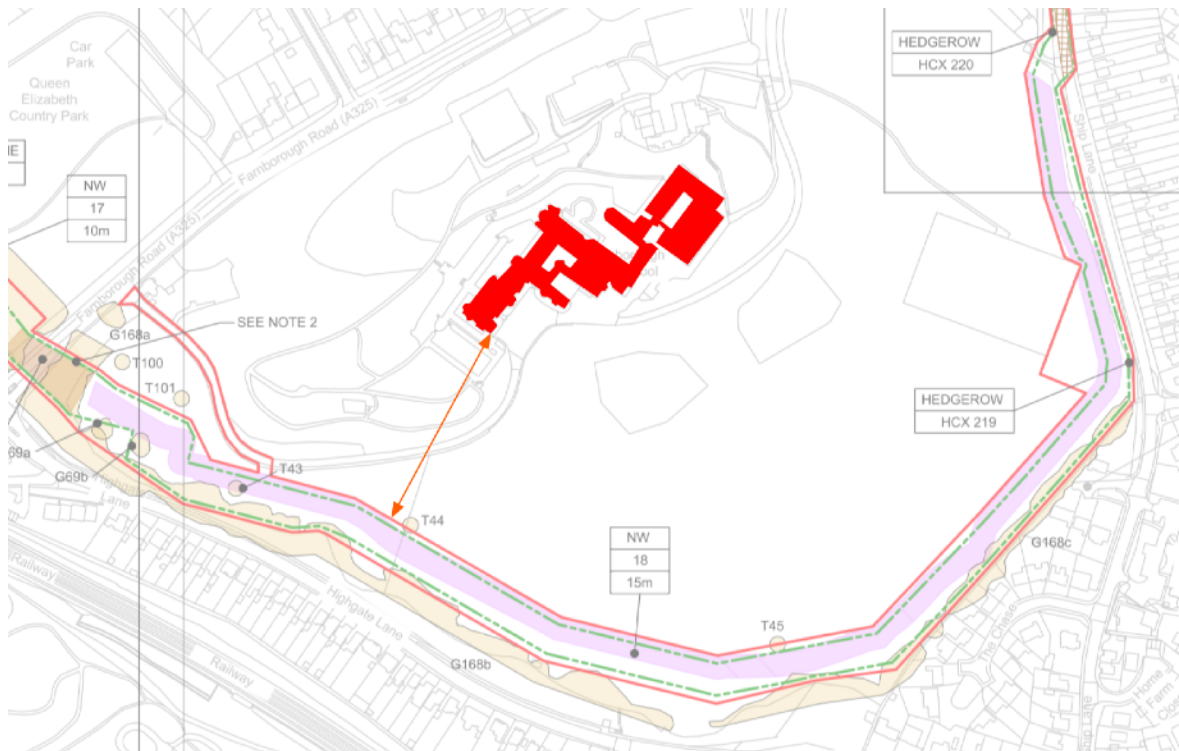 Car
Park
Queen
Elizabeth
Country Park
Farnborough Road (A325)
HEDGEROW
HCX 220
Ship Lane
NW
17
10m
Farnborough Road (A325)
SEE NOTE 2
G168a
T100
T101
HEDGEROW
HCX 219
69a
G69b
T43
Highgate
Lane
T44
NW
18
15m
G168c
Railway
Highgate Lane
T45
The Chase
G168b
Railway
Home
Farm
Close